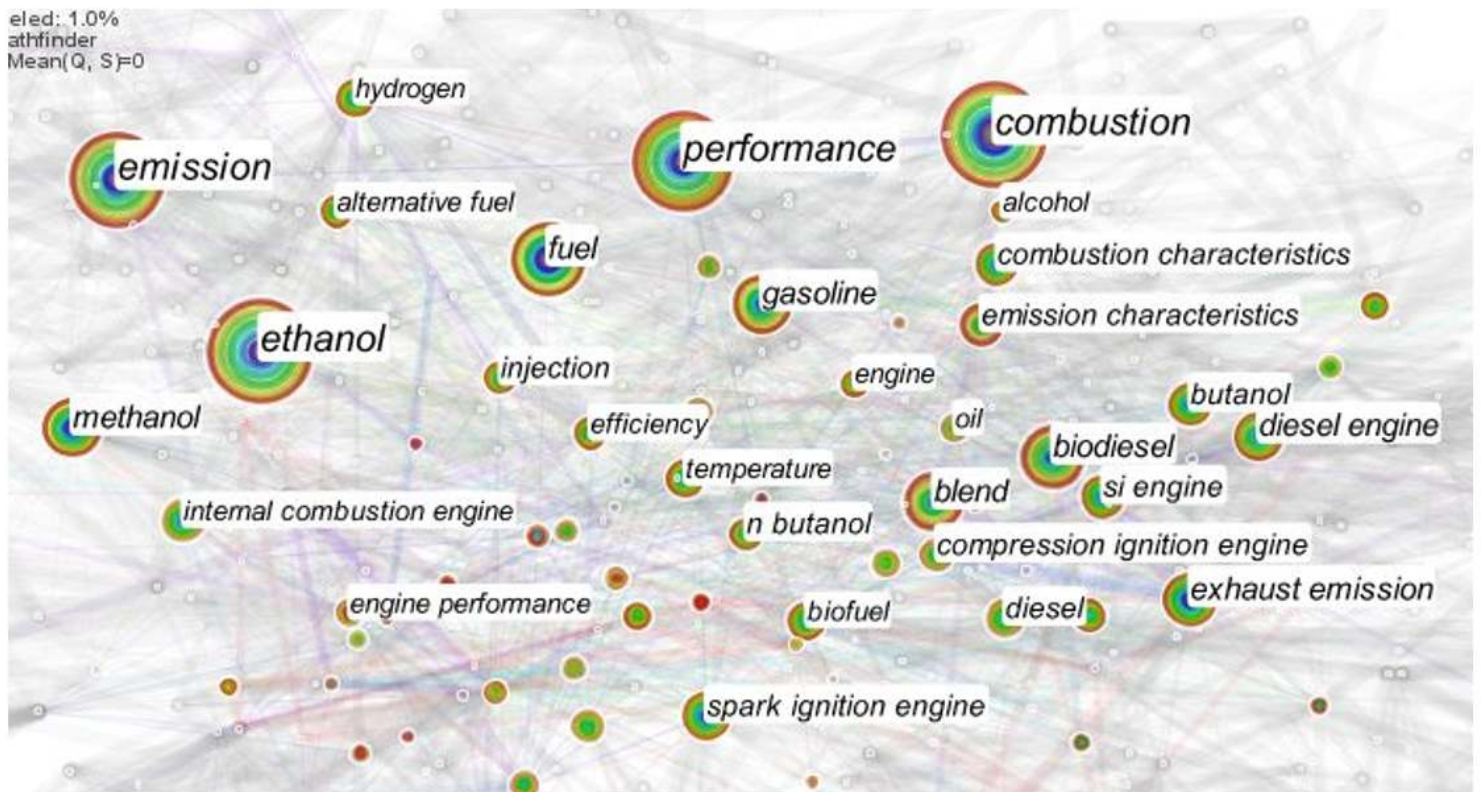 eled: 1.0%
athfinder
Mean(Q, S)=0
hydrogen
combustion
performance
emission
alternative fuel
alcohol
fuel
combustion characteristics
gasoline
emission characteristics
ethanol
injection
engine
butanol
methanol
efficiency
oil
diesel engine
biodiesel
temperature
blend
si engine
internal combustion engine
n butanol
compression ignition engine
exhaust emission
engine performance
biofuel
diesel
spark ignition engine